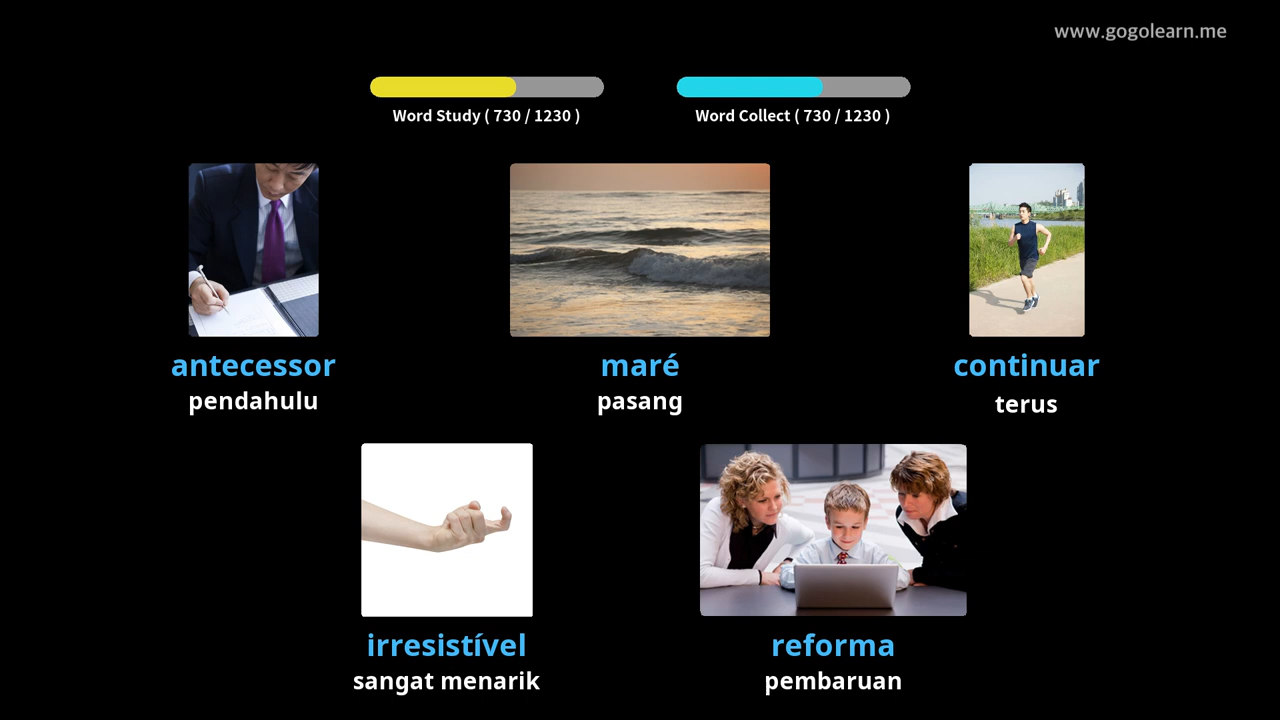 www.gogolearn.me
Word Study ( 730 / 1230 )
Word Collect ( 730 / 1230 )
antecessor
pendahulu
maré
pasang
continuar
terus
irresistível
sangat menarik
reforma
pembaruan